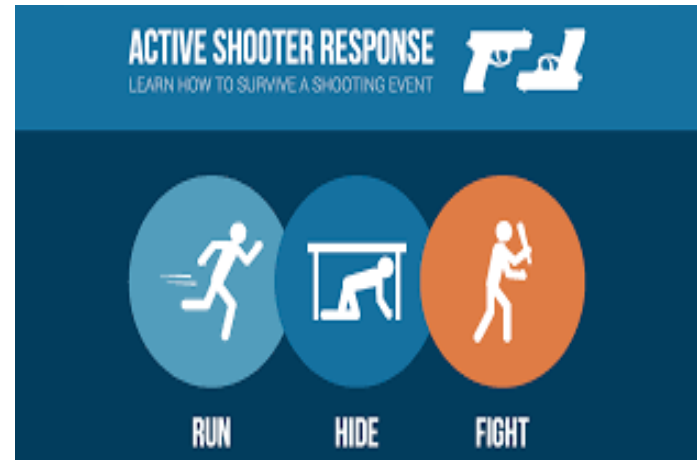 ACTIVE SHOOTER RESPONSE
LEARN HOW TO SURVIVE A SHOOTING EVENT
RUN
HIDE
FIGHT